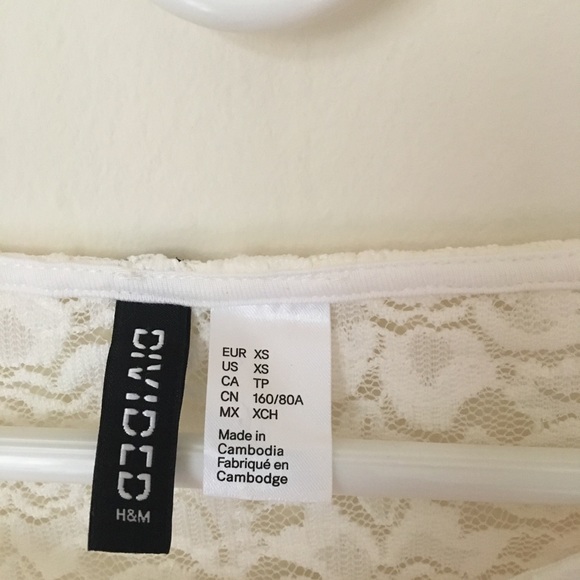 DIVIDED
H&M
EUR XS
US XS
CA TP
CN 160/80A
MX XCH
Made in
Cambodia
Fabriqué en
Cambodge